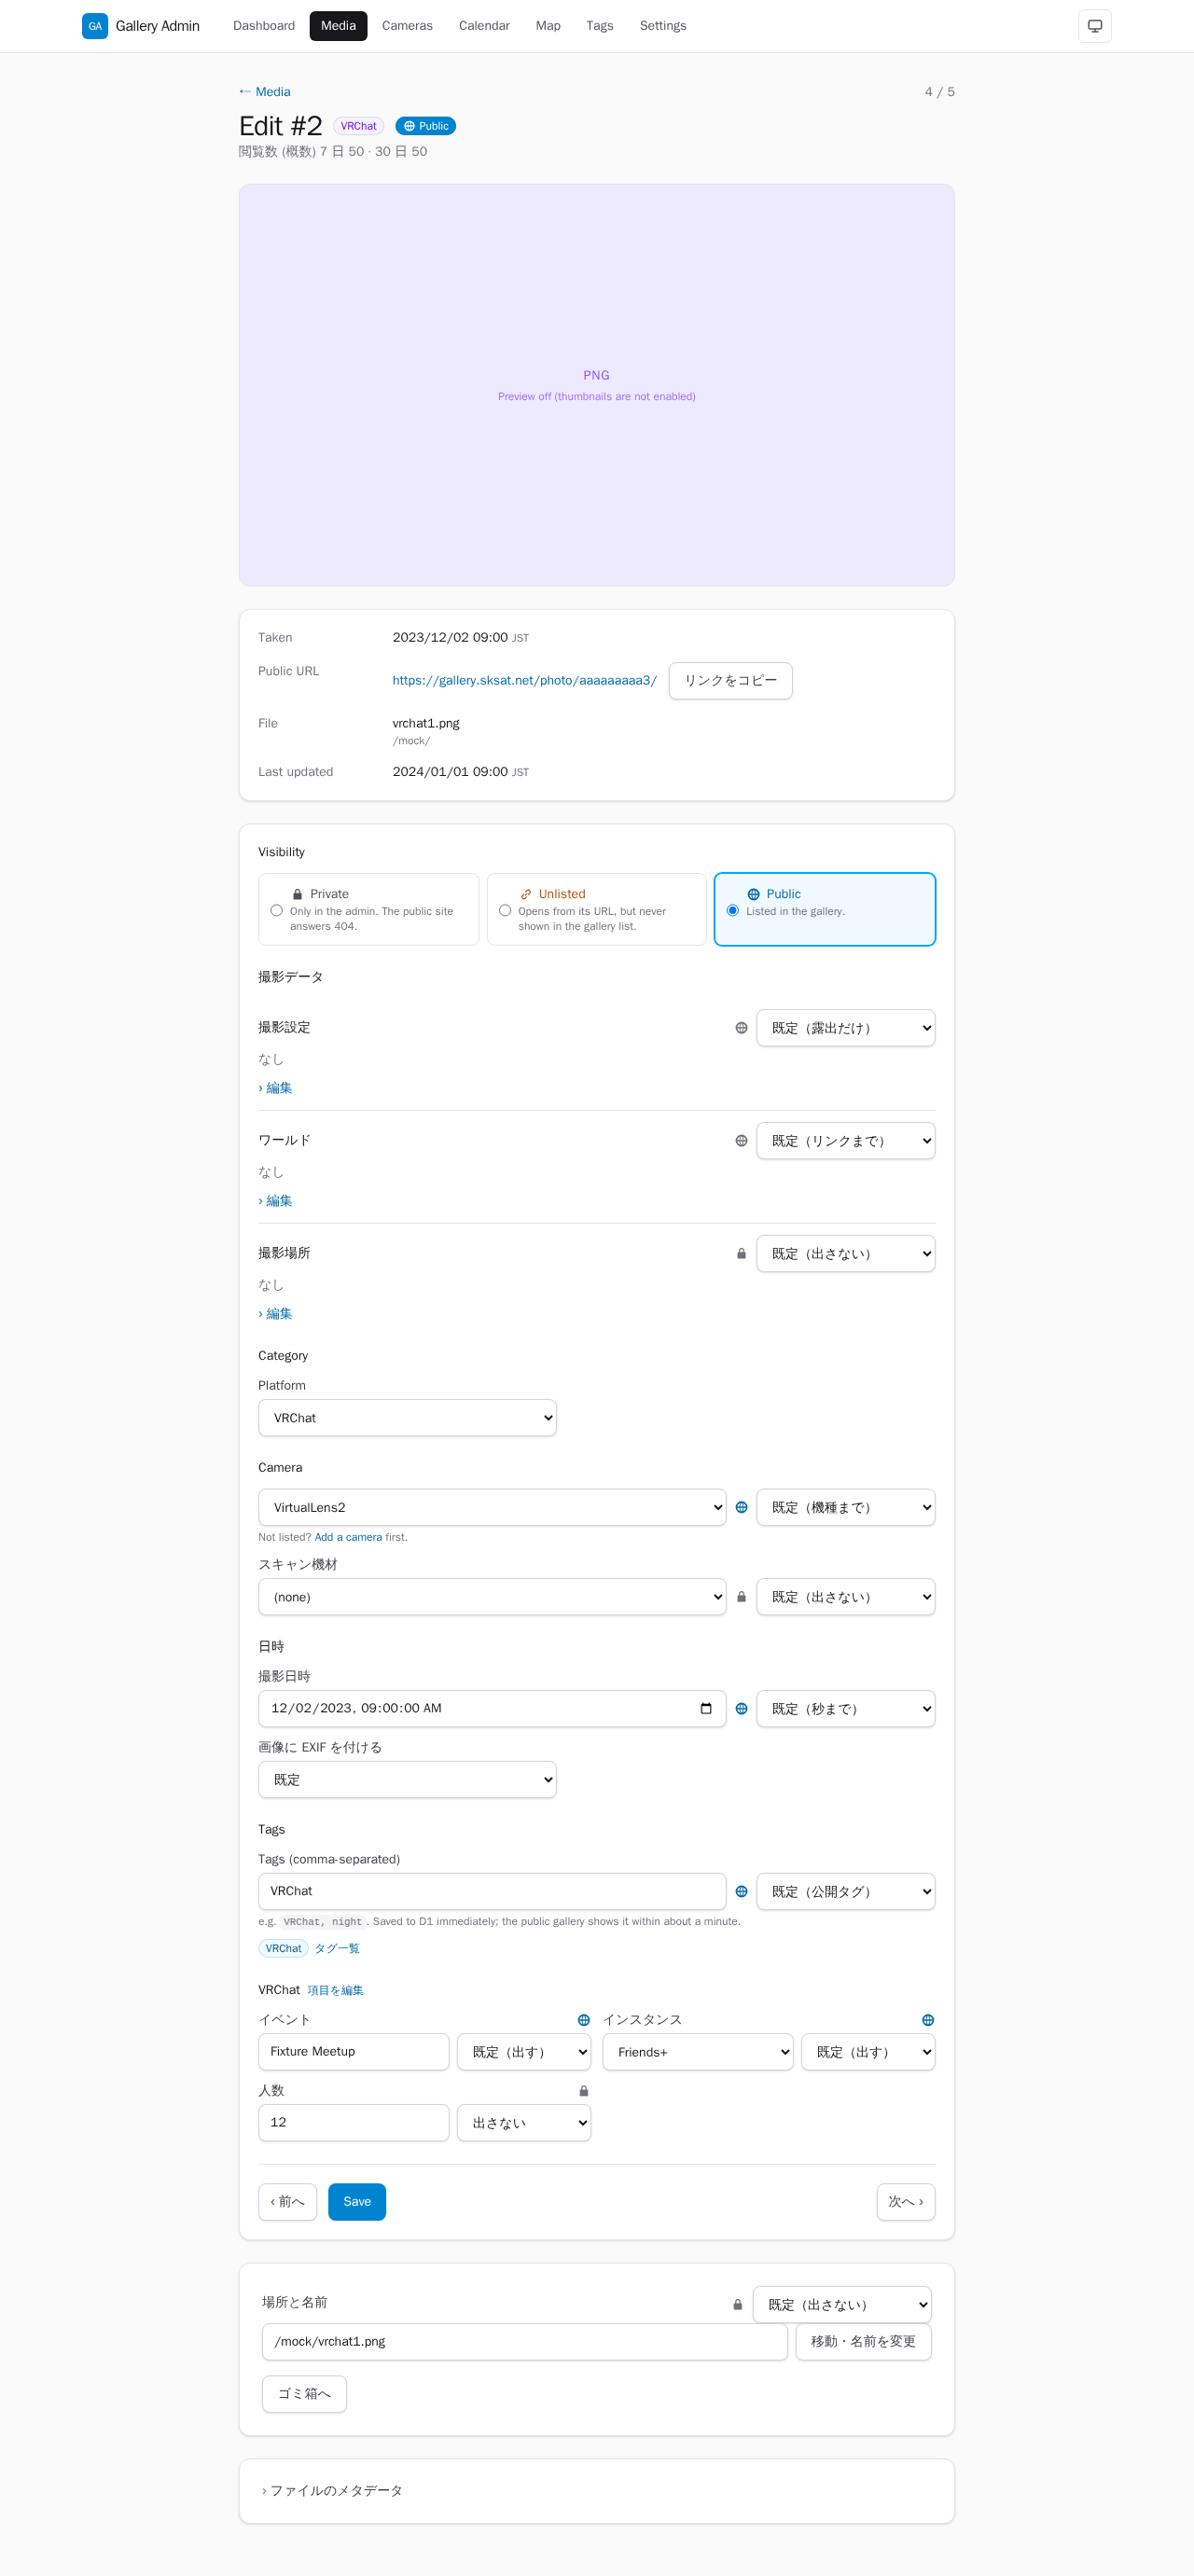 GA Gallery Admin Dashboard Media Cameras Calendar Map Tags Settings
← Media 4 / 5
Edit #2 VRChat Public
閲覧数 (概数) 7 日 50 · 30 日 50
PNG
Preview off (thumbnails are not enabled)
Taken 2023/12/02 09:00 JST
Public URL https://gallery.sksat.net/photo/aaaaaaaaa3/ リンクをコピー
File vrchat1.png
/mock/
Last updated 2024/01/01 09:00 JST
Visibility
Private
Only in the admin. The public site
answers 404.
Unlisted
Opens from its URL, but never
shown in the gallery list.
Public
Listed in the gallery.
撮影データ
撮影設定 既定（露出だけ）
なし
› 編集
ワールド 既定（リンクまで）
なし
› 編集
撮影場所 既定（出さない）
なし
› 編集
Category
Platform
VRChat
Camera
VirtualLens2 既定（機種まで）
Not listed? Add a camera first.
スキャン機材
(none) 既定（出さない）
日時
撮影日時
12/02/2023, 09:00:00 AM 既定（秒まで）
画像に EXIF を付ける
既定
Tags
Tags (comma-separated)
VRChat 既定（公開タグ）
e.g. VRChat, night. Saved to D1 immediately; the public gallery shows it within about a minute.
VRChat タグ一覧
VRChat 項目を編集
イベント インスタンス
Fixture Meetup 既定（出す） Friends+ 既定（出す）
人数
12 出さない
‹ 前へ Save 次へ ›
場所と名前 既定（出さない）
/mock/vrchat1.png 移動・名前を変更
ゴミ箱へ
› ファイルのメタデータ